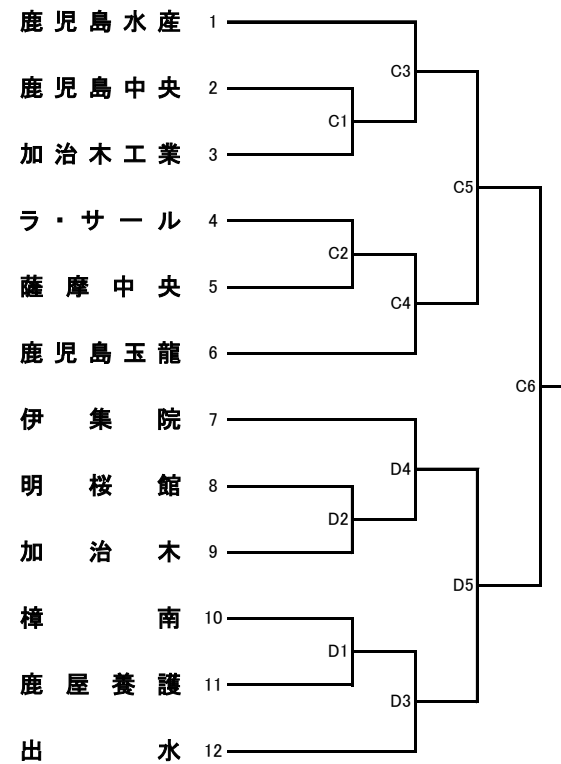 鹿児島水産 1
C3
鹿児島中央 2
C1
加治木工業 3
C5
ラ・サール 4
C2
薩摩中央 5
C4
鹿児島玉龍 6
C6
伊集院 7
D4
明桜館 8
D2
加治木 9
D5
樟南 10
D1
鹿屋養護 11
D3
出水 12